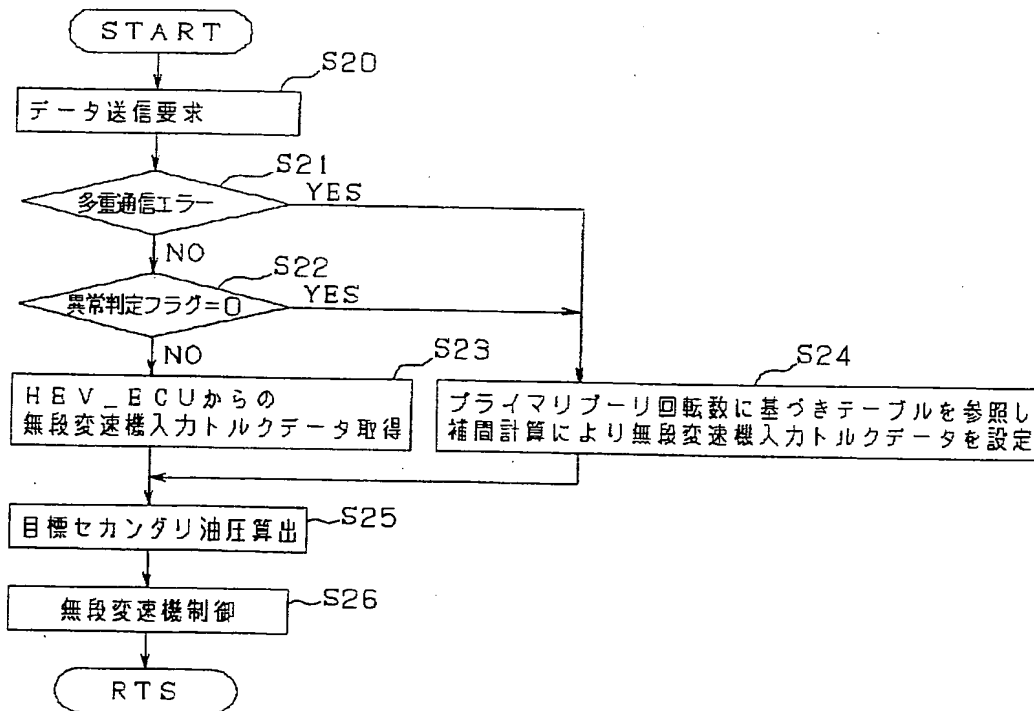 START
S20
データ送信要求
S21
多重通信エラー
YES
NO
S22
異常判定フラグ=0
YES
NO
S23
HEV_ECUからの
無段変速機入力トルクデータ取得
S24
プライマリプーリ回転数に基づきテーブルを参照し
補間計算により無段変速機入力トルクデータを設定
S25
目標セカンダリ油圧算出
S26
無段変速機制御
RTS